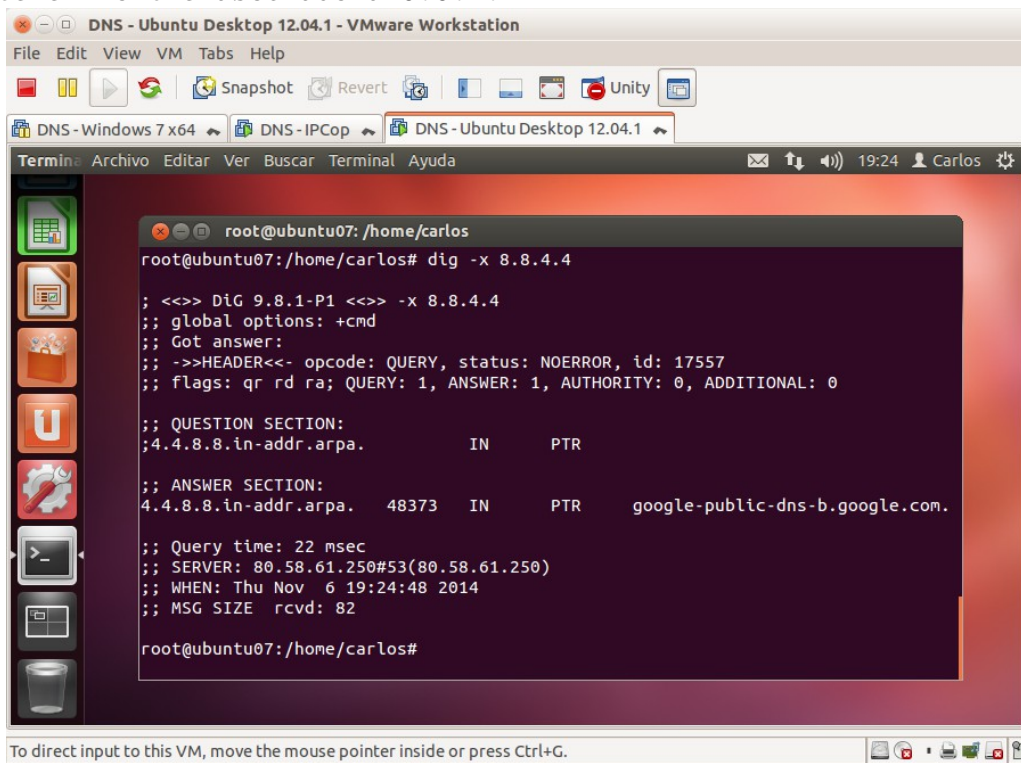 DNS - Ubuntu Desktop 12.04.1 - VMware Workstation
File Edit View VM Tabs Help
Snapshot Revert Unity
DNS - Windows 7 x64 DNS - IPCop DNS - Ubuntu Desktop 12.04.1
Termina Archivo Editar Ver Buscar Terminal Ayuda 19:24 Carlos
root@ubuntu07: /home/carlos
root@ubuntu07:/home/carlos# dig -x 8.8.4.4
; <<>> DiG 9.8.1-P1 <<>> -x 8.8.4.4
;; global options: +cmd
;; Got answer:
;; ->>HEADER<<- opcode: QUERY, status: NOERROR, id: 17557
;; flags: qr rd ra; QUERY: 1, ANSWER: 1, AUTHORITY: 0, ADDITIONAL: 0
;; QUESTION SECTION:
;4.4.8.8.in-addr.arpa. IN PTR
;; ANSWER SECTION:
4.4.8.8.in-addr.arpa. 48373 IN PTR google-public-dns-b.google.com.
;; Query time: 22 msec
;; SERVER: 80.58.61.250#53(80.58.61.250)
;; WHEN: Thu Nov 6 19:24:48 2014
;; MSG SIZE rcvd: 82
root@ubuntu07:/home/carlos#
To direct input to this VM, move the mouse pointer inside or press Ctrl+G.